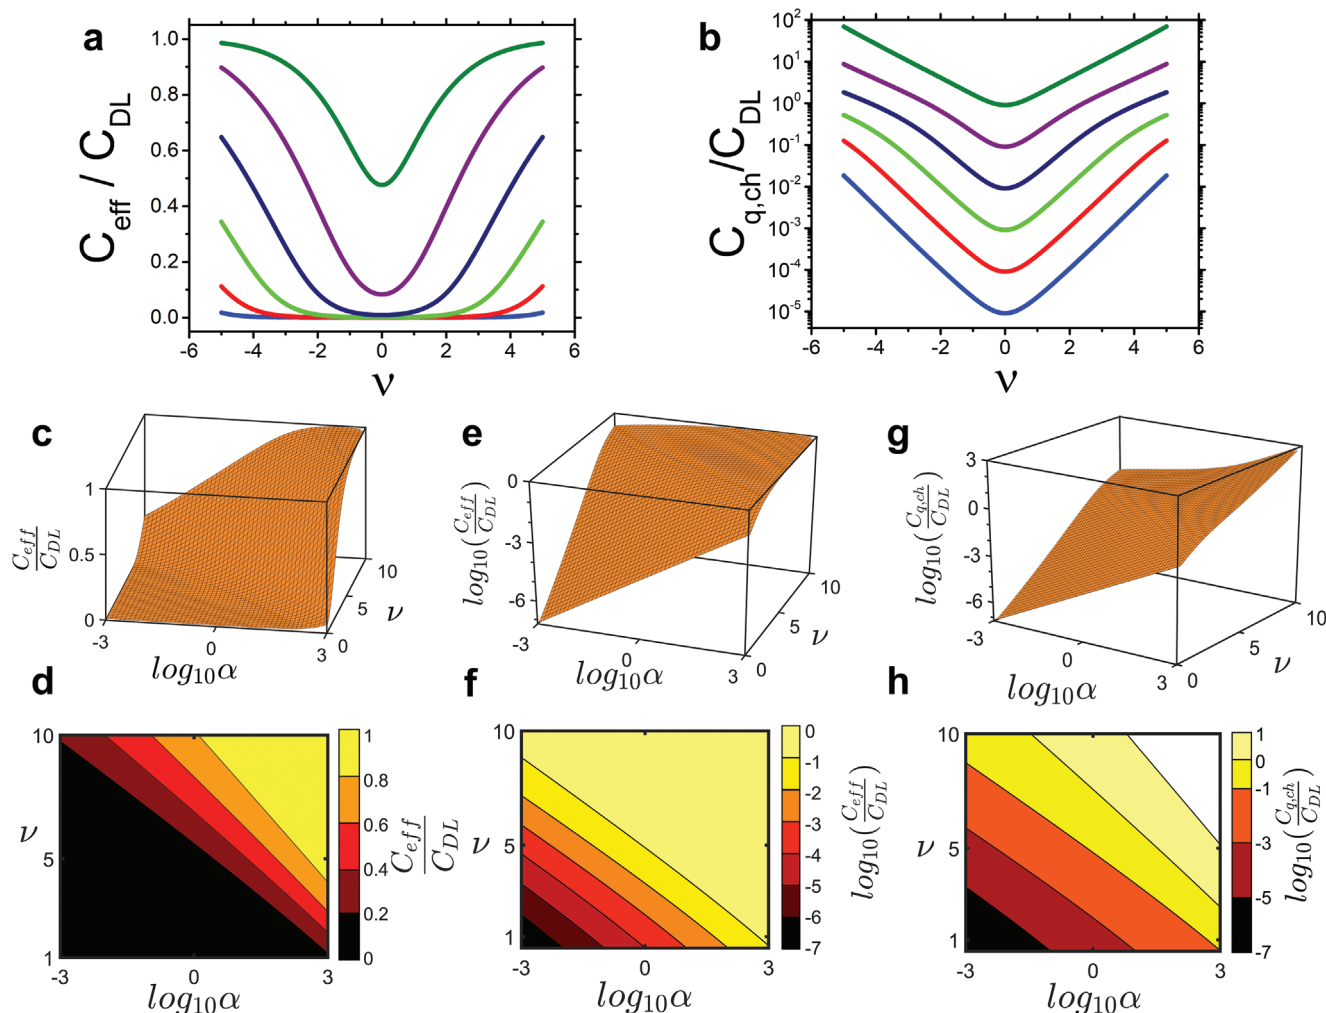 a
C_eff / C_DL
1.0
0.8
0.6
0.4
0.2
0.0
-6 -4 -2 0 2 4 6
ν
b
C_q,ch/C_DL
10^2
10^1
10^0
10^-1
10^-2
10^-3
10^-4
10^-5
-6 -4 -2 0 2 4 6
ν
c
C_eff/C_DL
1
0.5
0
-3 0 3
log10α
0 5 10
ν
e
log10(C_eff/C_DL)
0
-3
-6
-3 0 3
log10α
0 5 10
ν
g
log10(C_q,ch/C_DL)
3
0
-3
-6
-3 0 3
log10α
0 5 10
ν
d
10
ν 5
1
-3 0 3
log10α
1
0.8
0.6
0.4
0.2
0
C_eff/C_DL
f
10
ν 5
1
-3 0 3
log10α
0
-1
-2
-3
-4
-5
-6
-7
log10(C_eff/C_DL)
h
10
ν 5
1
-3 0 3
log10α
1
0
-1
-3
-5
-7
log10(C_q,ch/C_DL)